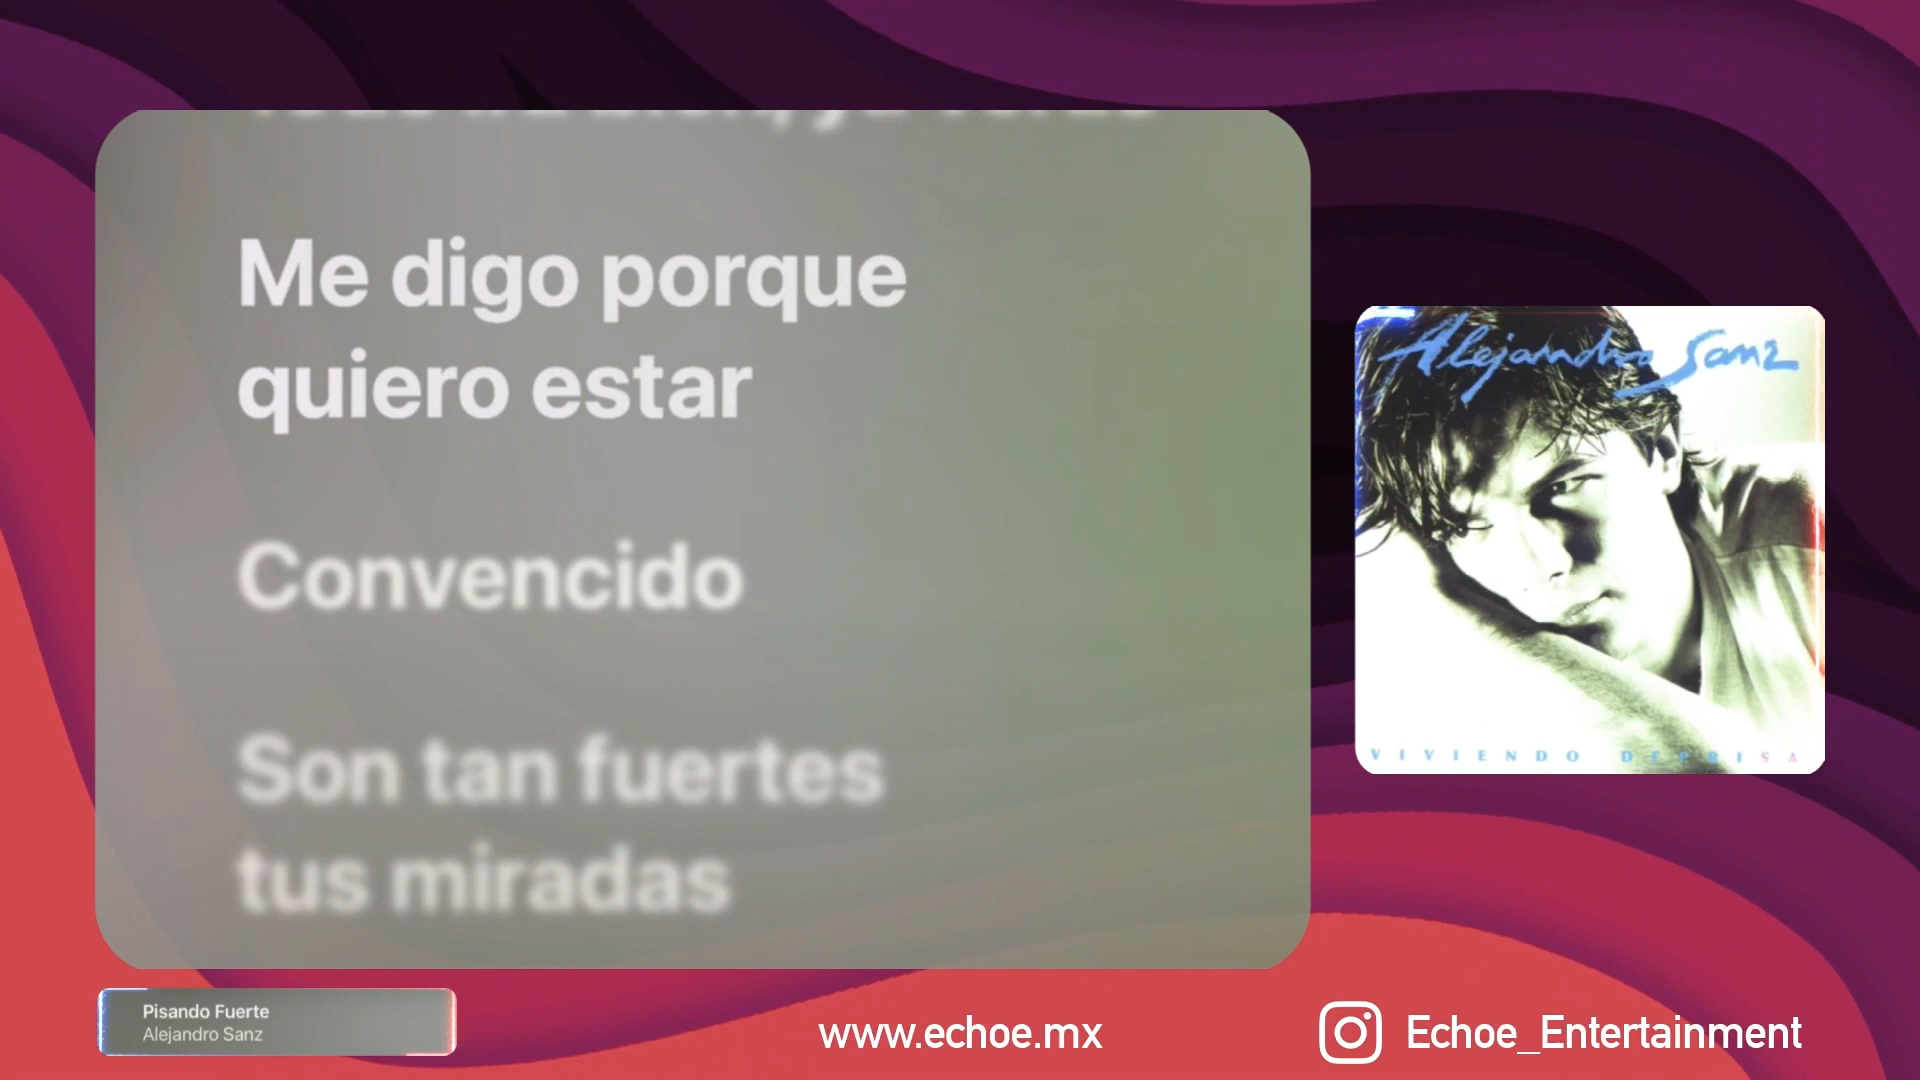 Me digo porque
quiero estar
Convencido
Son tan fuertes
tus miradas
Alejandro Sanz
VIVIENDO DEPRISA
Pisando Fuerte
Alejandro Sanz
www.echoe.mx
Echoe_Entertainment